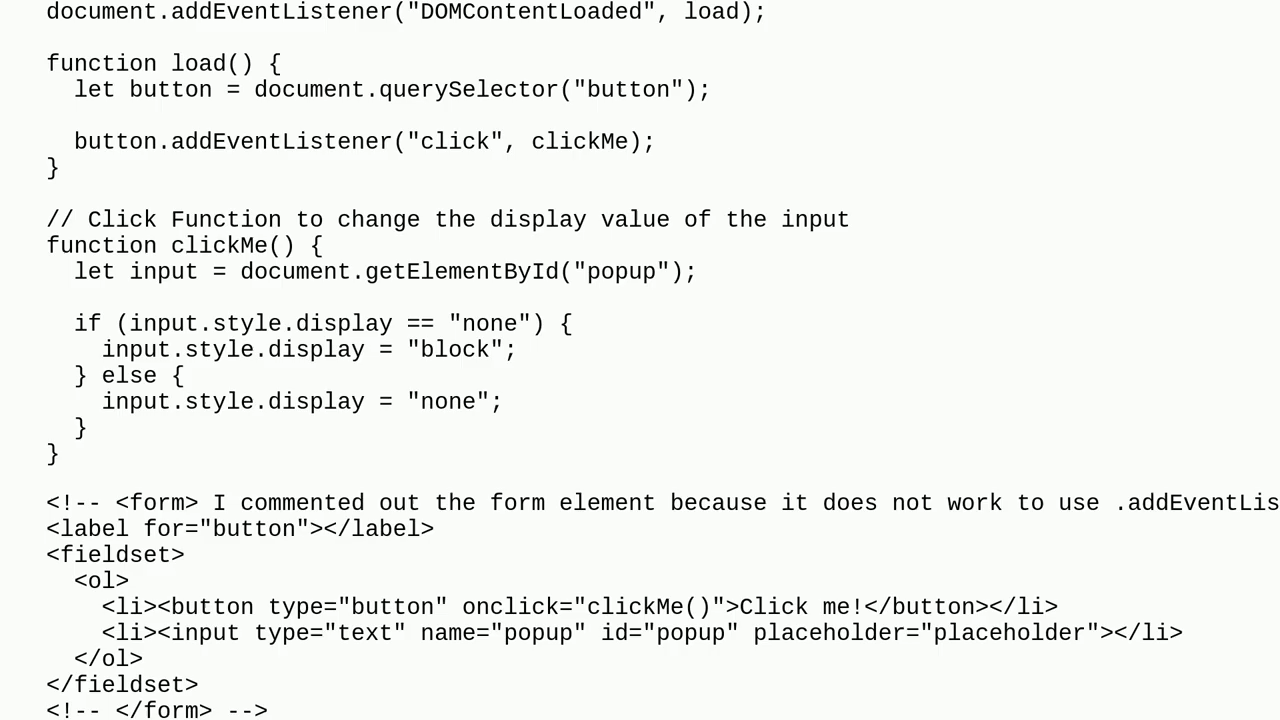 document.addEventListener("DOMContentLoaded", load);
function load() {
let button = document.querySelector("button");
button.addEventListener("click", clickMe);
}
// Click Function to change the display value of the input
function clickMe() {
let input = document.getElementById("popup");
if (input.style.display == "none") {
input.style.display = "block";
} else {
input.style.display = "none";
}
}
<!-- <form> I commented out the form element because it does not work to use .addEventLis
<label for="button"></label>
<fieldset>
<ol>
<li><button type="button" onclick="clickMe()">Click me!</button></li>
<li><input type="text" name="popup" id="popup" placeholder="placeholder"></li>
</ol>
</fieldset>
<!-- </form> -->